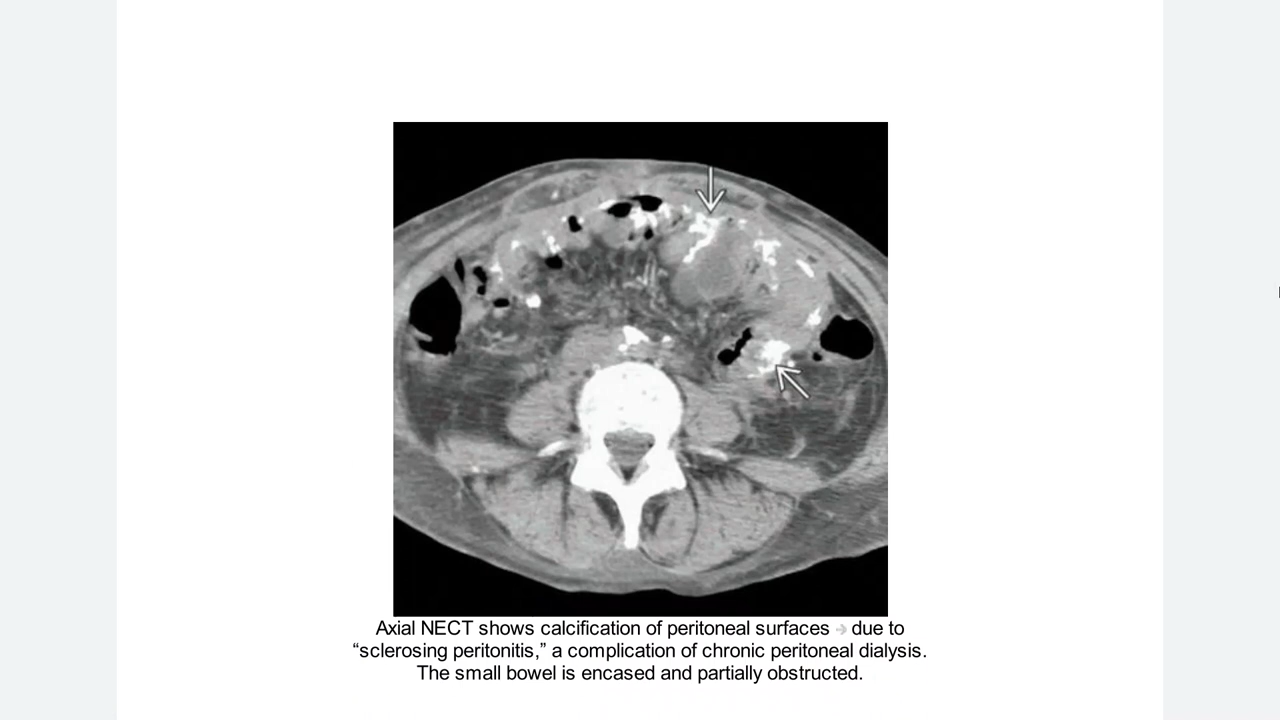 Axial NECT shows calcification of peritoneal surfaces → due to
“sclerosing peritonitis,” a complication of chronic peritoneal dialysis.
The small bowel is encased and partially obstructed.